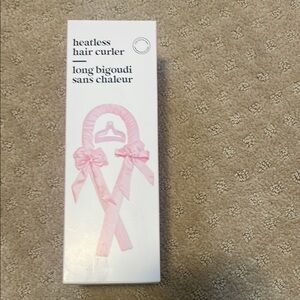 heatless
hair curler
long bigoudi
sans chaleur